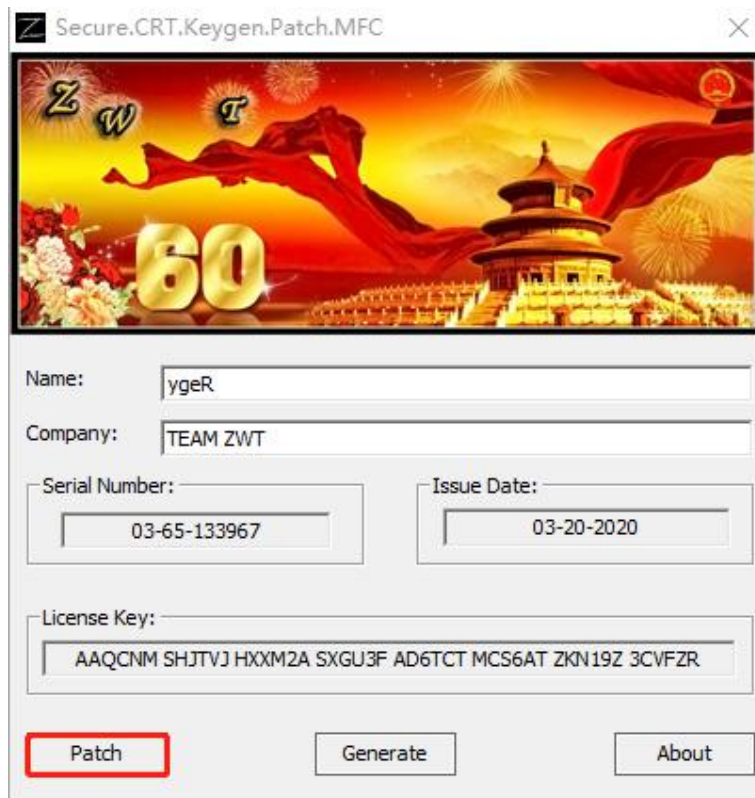 Secure.CRT.Keygen.Patch.MFC
Z W T
60
Name:
ygeR
Company:
TEAM ZWT
Serial Number:
Issue Date:
03-65-133967
03-20-2020
License Key:
AAQCNM SHJTVJ HXXM2A SXGU3F AD6TCT MCS6AT ZKN19Z 3CVFZR
Patch
Generate
About